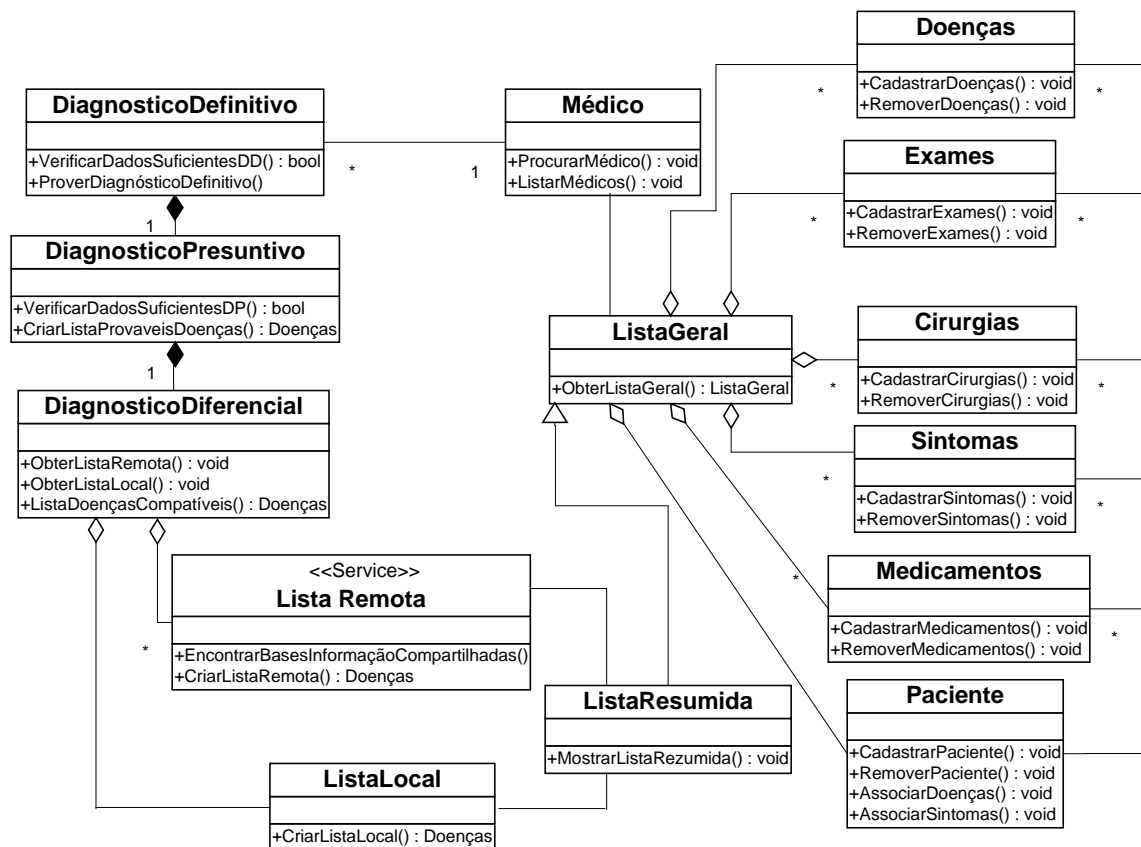 Doenças
+CadastrarDoenças() : void
+RemoverDoenças() : void
*
*
DiagnosticoDefinitivo
+VerificarDadosSuficientesDD() : bool
+ProverDiagnósticoDefinitivo()
*
1
Médico
+ProcurarMédico() : void
+ListarMédicos() : void
Exames
+CadastrarExames() : void
+RemoverExames() : void
*
*
1
DiagnosticoPresuntivo
+VerificarDadosSuficientesDP() : bool
+CriarListaProvaveisDoenças() : Doenças
1
ListaGeral
+ObterListaGeral() : ListaGeral
Cirurgias
+CadastrarCirurgias() : void
+RemoverCirurgias() : void
*
*
DiagnosticoDiferencial
+ObterListaRemota() : void
+ObterListaLocal() : void
+ListaDoençasCompatíveis() : Doenças
Sintomas
+CadastrarSintomas() : void
+RemoverSintomas() : void
*
*
<<Service>>
Lista Remota
+EncontrarBasesInformaçãoCompartilhadas()
+CriarListaRemota() : Doenças
*
Medicamentos
+CadastrarMedicamentos() : void
+RemoverMedicamentos() : void
*
*
ListaResumida
+MostrarListaRezumida() : void
Paciente
+CadastrarPaciente() : void
+RemoverPaciente() : void
+AssociarDoenças() : void
+AssociarSintomas() : void
ListaLocal
+CriarListaLocal() : Doenças